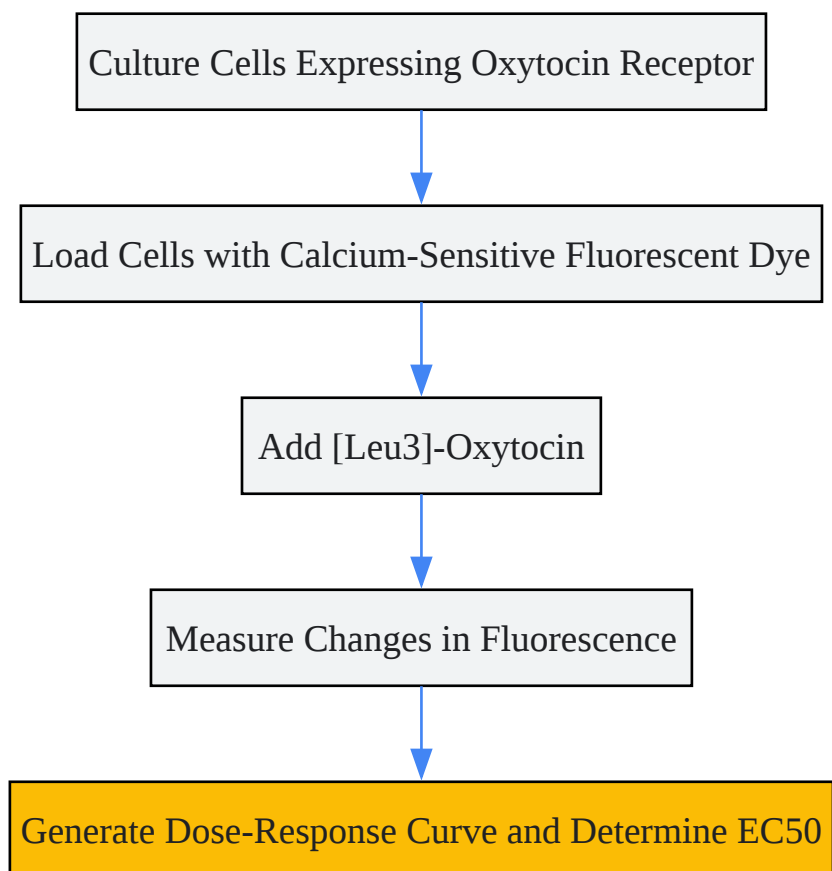 Culture Cells Expressing Oxytocin Receptor
Load Cells with Calcium-Sensitive Fluorescent Dye
Add [Leu3]-Oxytocin
Measure Changes in Fluorescence
Generate Dose-Response Curve and Determine EC50